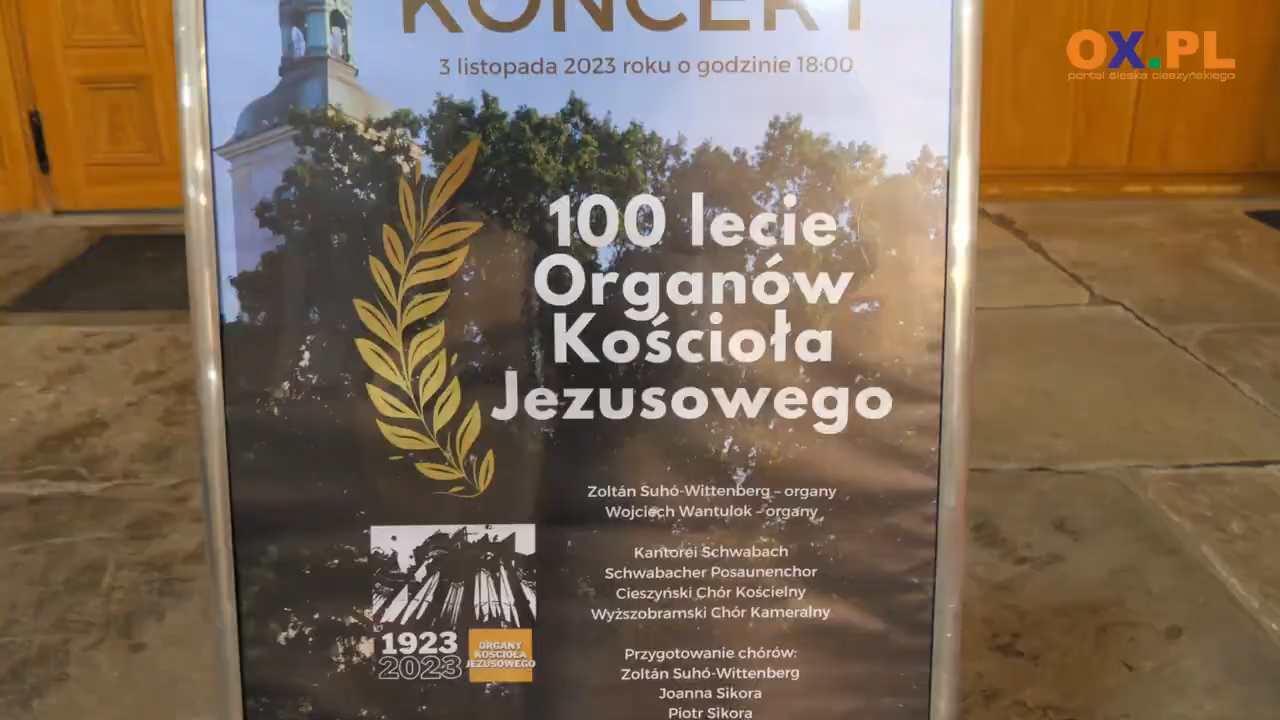 KONCERT
3 listopada 2023 roku o godzinie 18:00
OX.PL
portal śląska cieszyńskiego
100 lecie
Organów
Kościoła
Jezusowego
Zoltán Suhó-Wittenberg – organy
Wojciech Wantulok – organy
Kantorei Schwabach
Schwabacher Posaunenchor
Cieszyński Chór Kościelny
Wyższobramski Chór Kameralny
1923
2023
ORGANY
KOŚCIOŁA
JEZUSOWEGO
Przygotowanie chórów:
Zoltán Suhó-Wittenberg
Joanna Sikora
Piotr Sikora